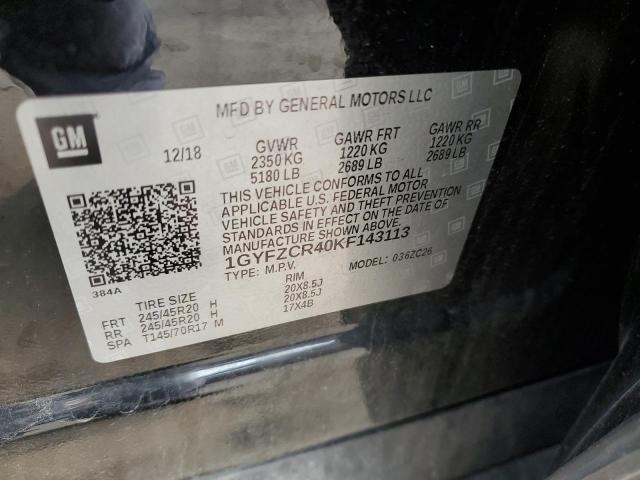 MFD BY GENERAL MOTORS LLC
GM
12/18
GVWR GAWR FRT GAWR RR
2350 KG 1220 KG 1220 KG
5180 LB 2689 LB 2689 LB
THIS VEHICLE CONFORMS TO ALL
APPLICABLE U.S. FEDERAL MOTOR
VEHICLE SAFETY AND THEFT PREVENTION
STANDARDS IN EFFECT ON THE DATE OF
MANUFACTURE SHOWN ABOVE.
1GYFZCR40KF143113
TYPE: M.P.V. MODEL: 036ZC26
384A
TIRE SIZE RIM
FRT 245/45R20 H 20X8.5J
RR 245/45R20 H 20X8.5J
SPA T145/70R17 M 17X4B